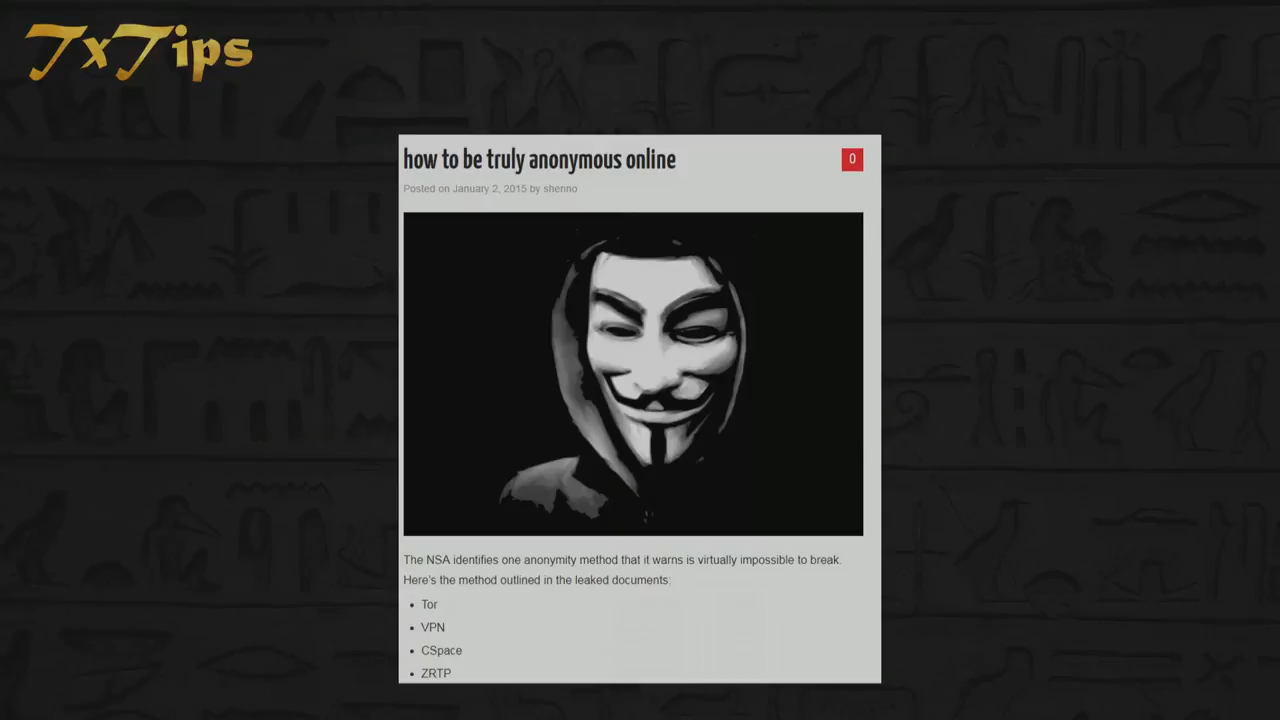 TxTips
how to be truly anonymous online
0
Posted on January 2, 2015 by shenno
The NSA identifies one anonymity method that it warns is virtually impossible to break.
Here's the method outlined in the leaked documents:
• Tor
• VPN
• CSpace
• ZRTP